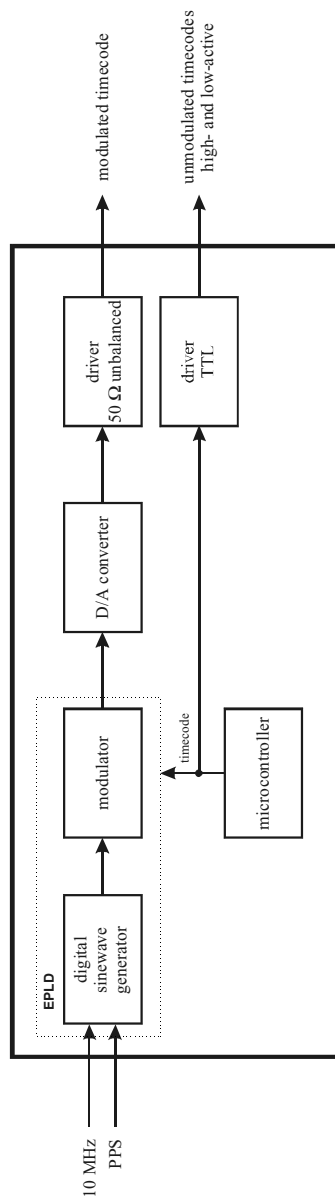 10 MHz
PPS
EPLD
digital
sinewave
generator
modulator
D/A converter
driver
50 Ω unbalanced
modulated timecode
timecode
microcontroller
driver
TTL
unmodulated timecodes
high- and low-active